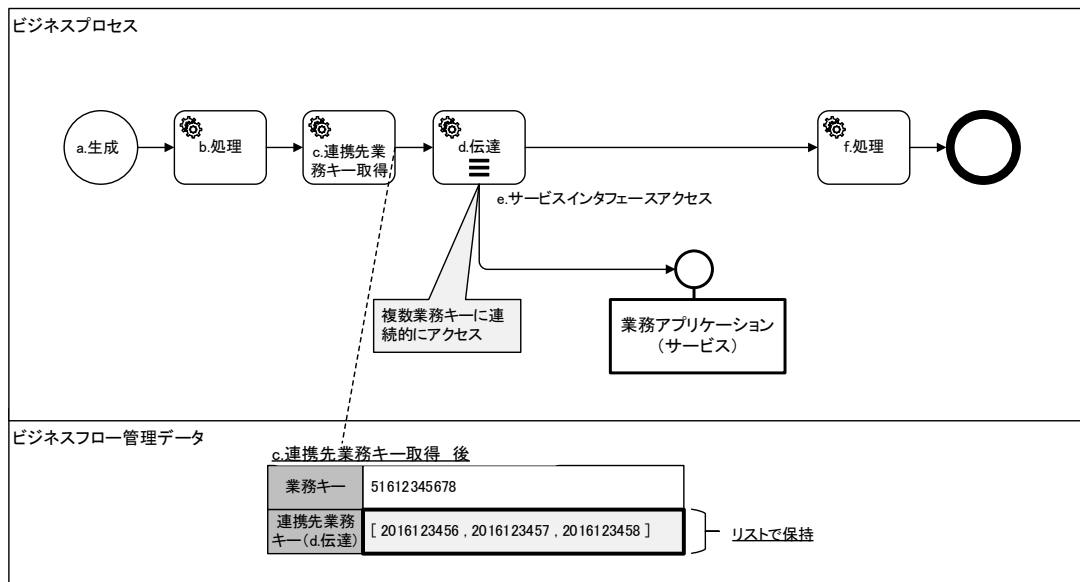 ビジネスプロセス
a.生成
b.処理
c.連携先業
務キー取得
d.伝達
f.処理
e.サービスインタフェースアクセス
複数業務キーに連
続的にアクセス
業務アプリケーション
（サービス）
ビジネスフロー管理データ
c.連携先業務キー取得 後
業務キー
51612345678
連携先業務
キー(d.伝達)
[ 2016123456 , 2016123457 , 2016123458 ]
リストで保持